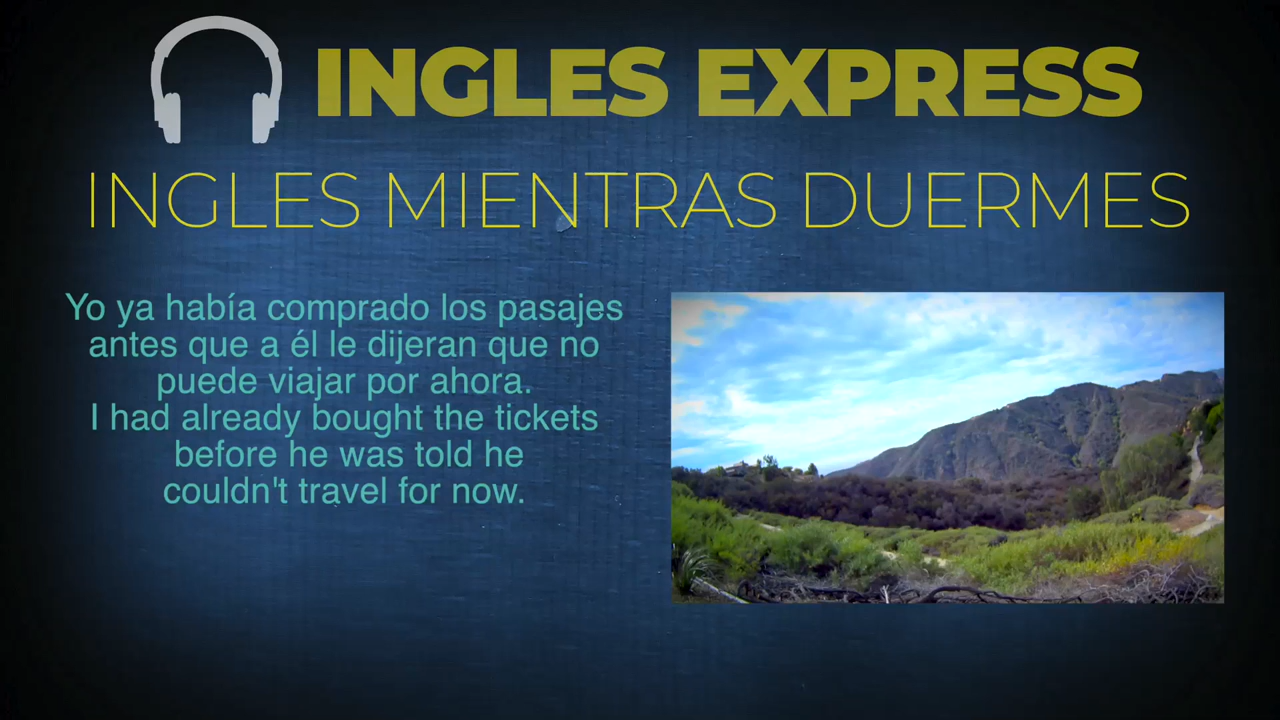 INGLES EXPRESS
INGLES MIENTRAS DUERMES
Yo ya había comprado los pasajes
antes que a él le dijeran que no
puede viajar por ahora.
I had already bought the tickets
before he was told he
couldn't travel for now.